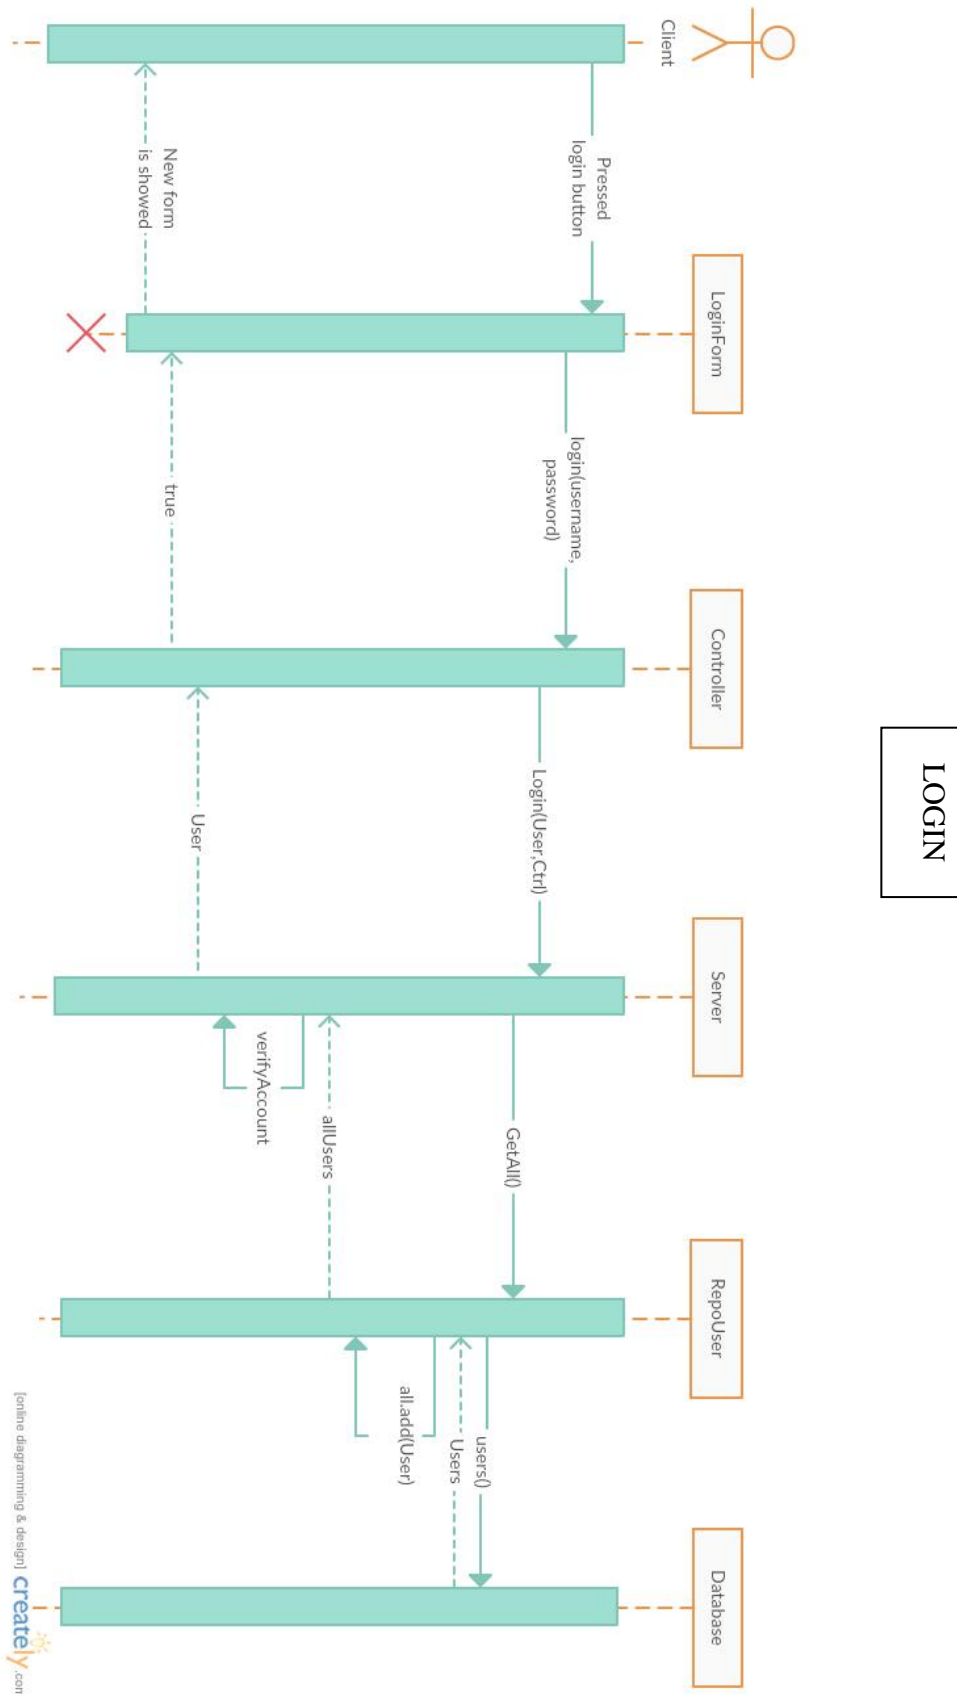 LOGIN
Client
LoginForm
Controller
Server
RepoUser
Database
Pressed
login button
login(username,
password)
Login(User,Ctrl)
GetAll()
users()
Users
all.add(User)
allUsers
verifyAccount
User
true
New form
is showed
[online diagramming & design] creately.com